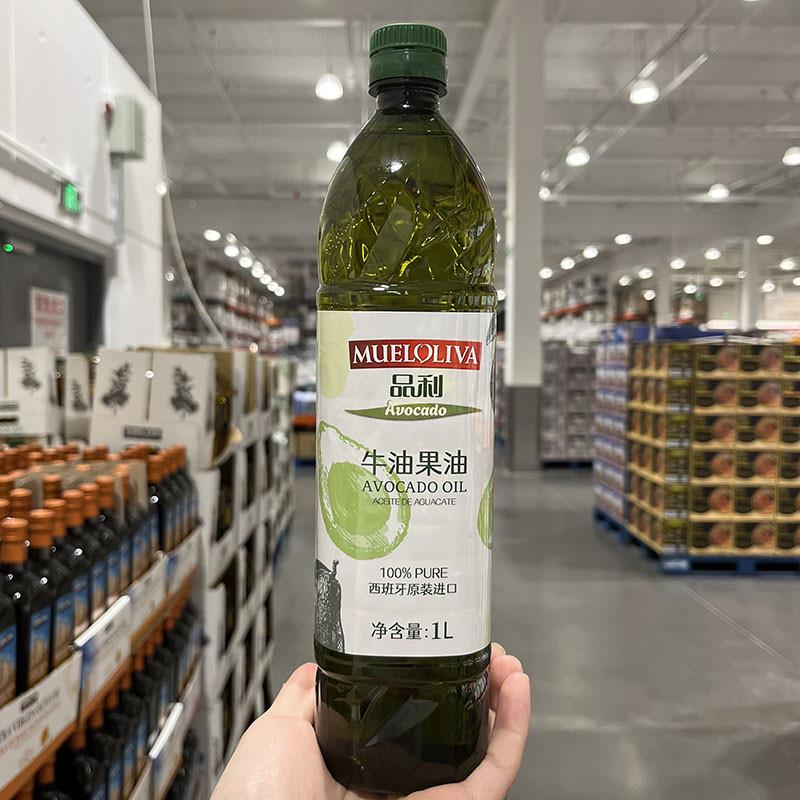 MUELOLIVA
品利
Avocado
牛油果油
AVOCADO OIL
ACEITE DE AGUACATE
100% PURE
西班牙原装进口
净含量:1L